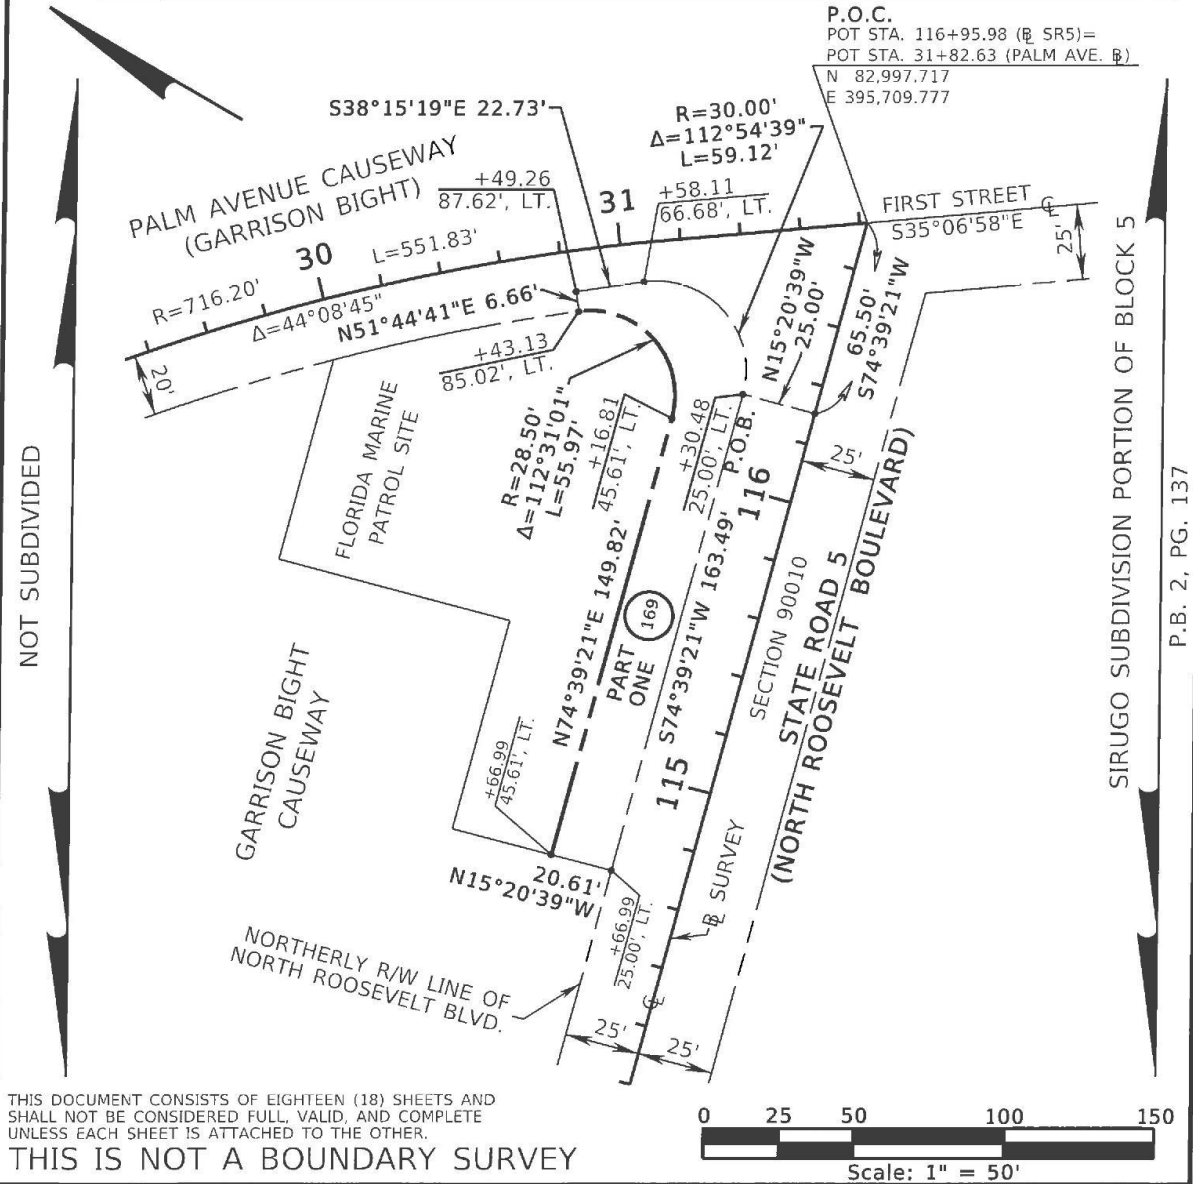 P.O.C.
POT STA. 116+95.98 (℄ SR5)=
POT STA. 31+82.63 (PALM AVE. ℄)
N 82,997.717
E 395,709.777
S38°15'19"E 22.73'
R=30.00'
Δ=112°54'39"
L=59.12'
PALM AVENUE CAUSEWAY
(GARRISON BIGHT)
+49.26
87.62', LT.
31
+58.11
66.68', LT.
FIRST STREET ℄
S35°06'58"E
25'
30
L=551.83'
R=716.20'
Δ=44°08'45"
N51°44'41"E 6.66'
20'
+43.13
85.02', LT.
N15°20'39"W
25.00'
65.50'
S74°39'21"W
FLORIDA MARINE
PATROL SITE
R=28.50'
Δ=112°31'01"
L=55.97'
+16.81
45.61', LT.
+30.48
25.00', LT.
P.O.B.
116
25'
NOT SUBDIVIDED
SIRUGO SUBDIVISION PORTION OF BLOCK 5
P.B. 2, PG. 137
N74°39'21"E 149.82'
169
PART
ONE
S74°39'21"W 163.49'
SECTION 90010
STATE ROAD 5
(NORTH ROOSEVELT BOULEVARD)
GARRISON BIGHT
CAUSEWAY
+66.99
45.61', LT.
115
20.61'
N15°20'39"W
+66.99
25.00', LT.
℄ SURVEY
NORTHERLY R/W LINE OF
NORTH ROOSEVELT BLVD.
℄
25'
25'
THIS DOCUMENT CONSISTS OF EIGHTEEN (18) SHEETS AND
SHALL NOT BE CONSIDERED FULL, VALID, AND COMPLETE
UNLESS EACH SHEET IS ATTACHED TO THE OTHER.
THIS IS NOT A BOUNDARY SURVEY
0 25 50 100 150
Scale: 1" = 50'